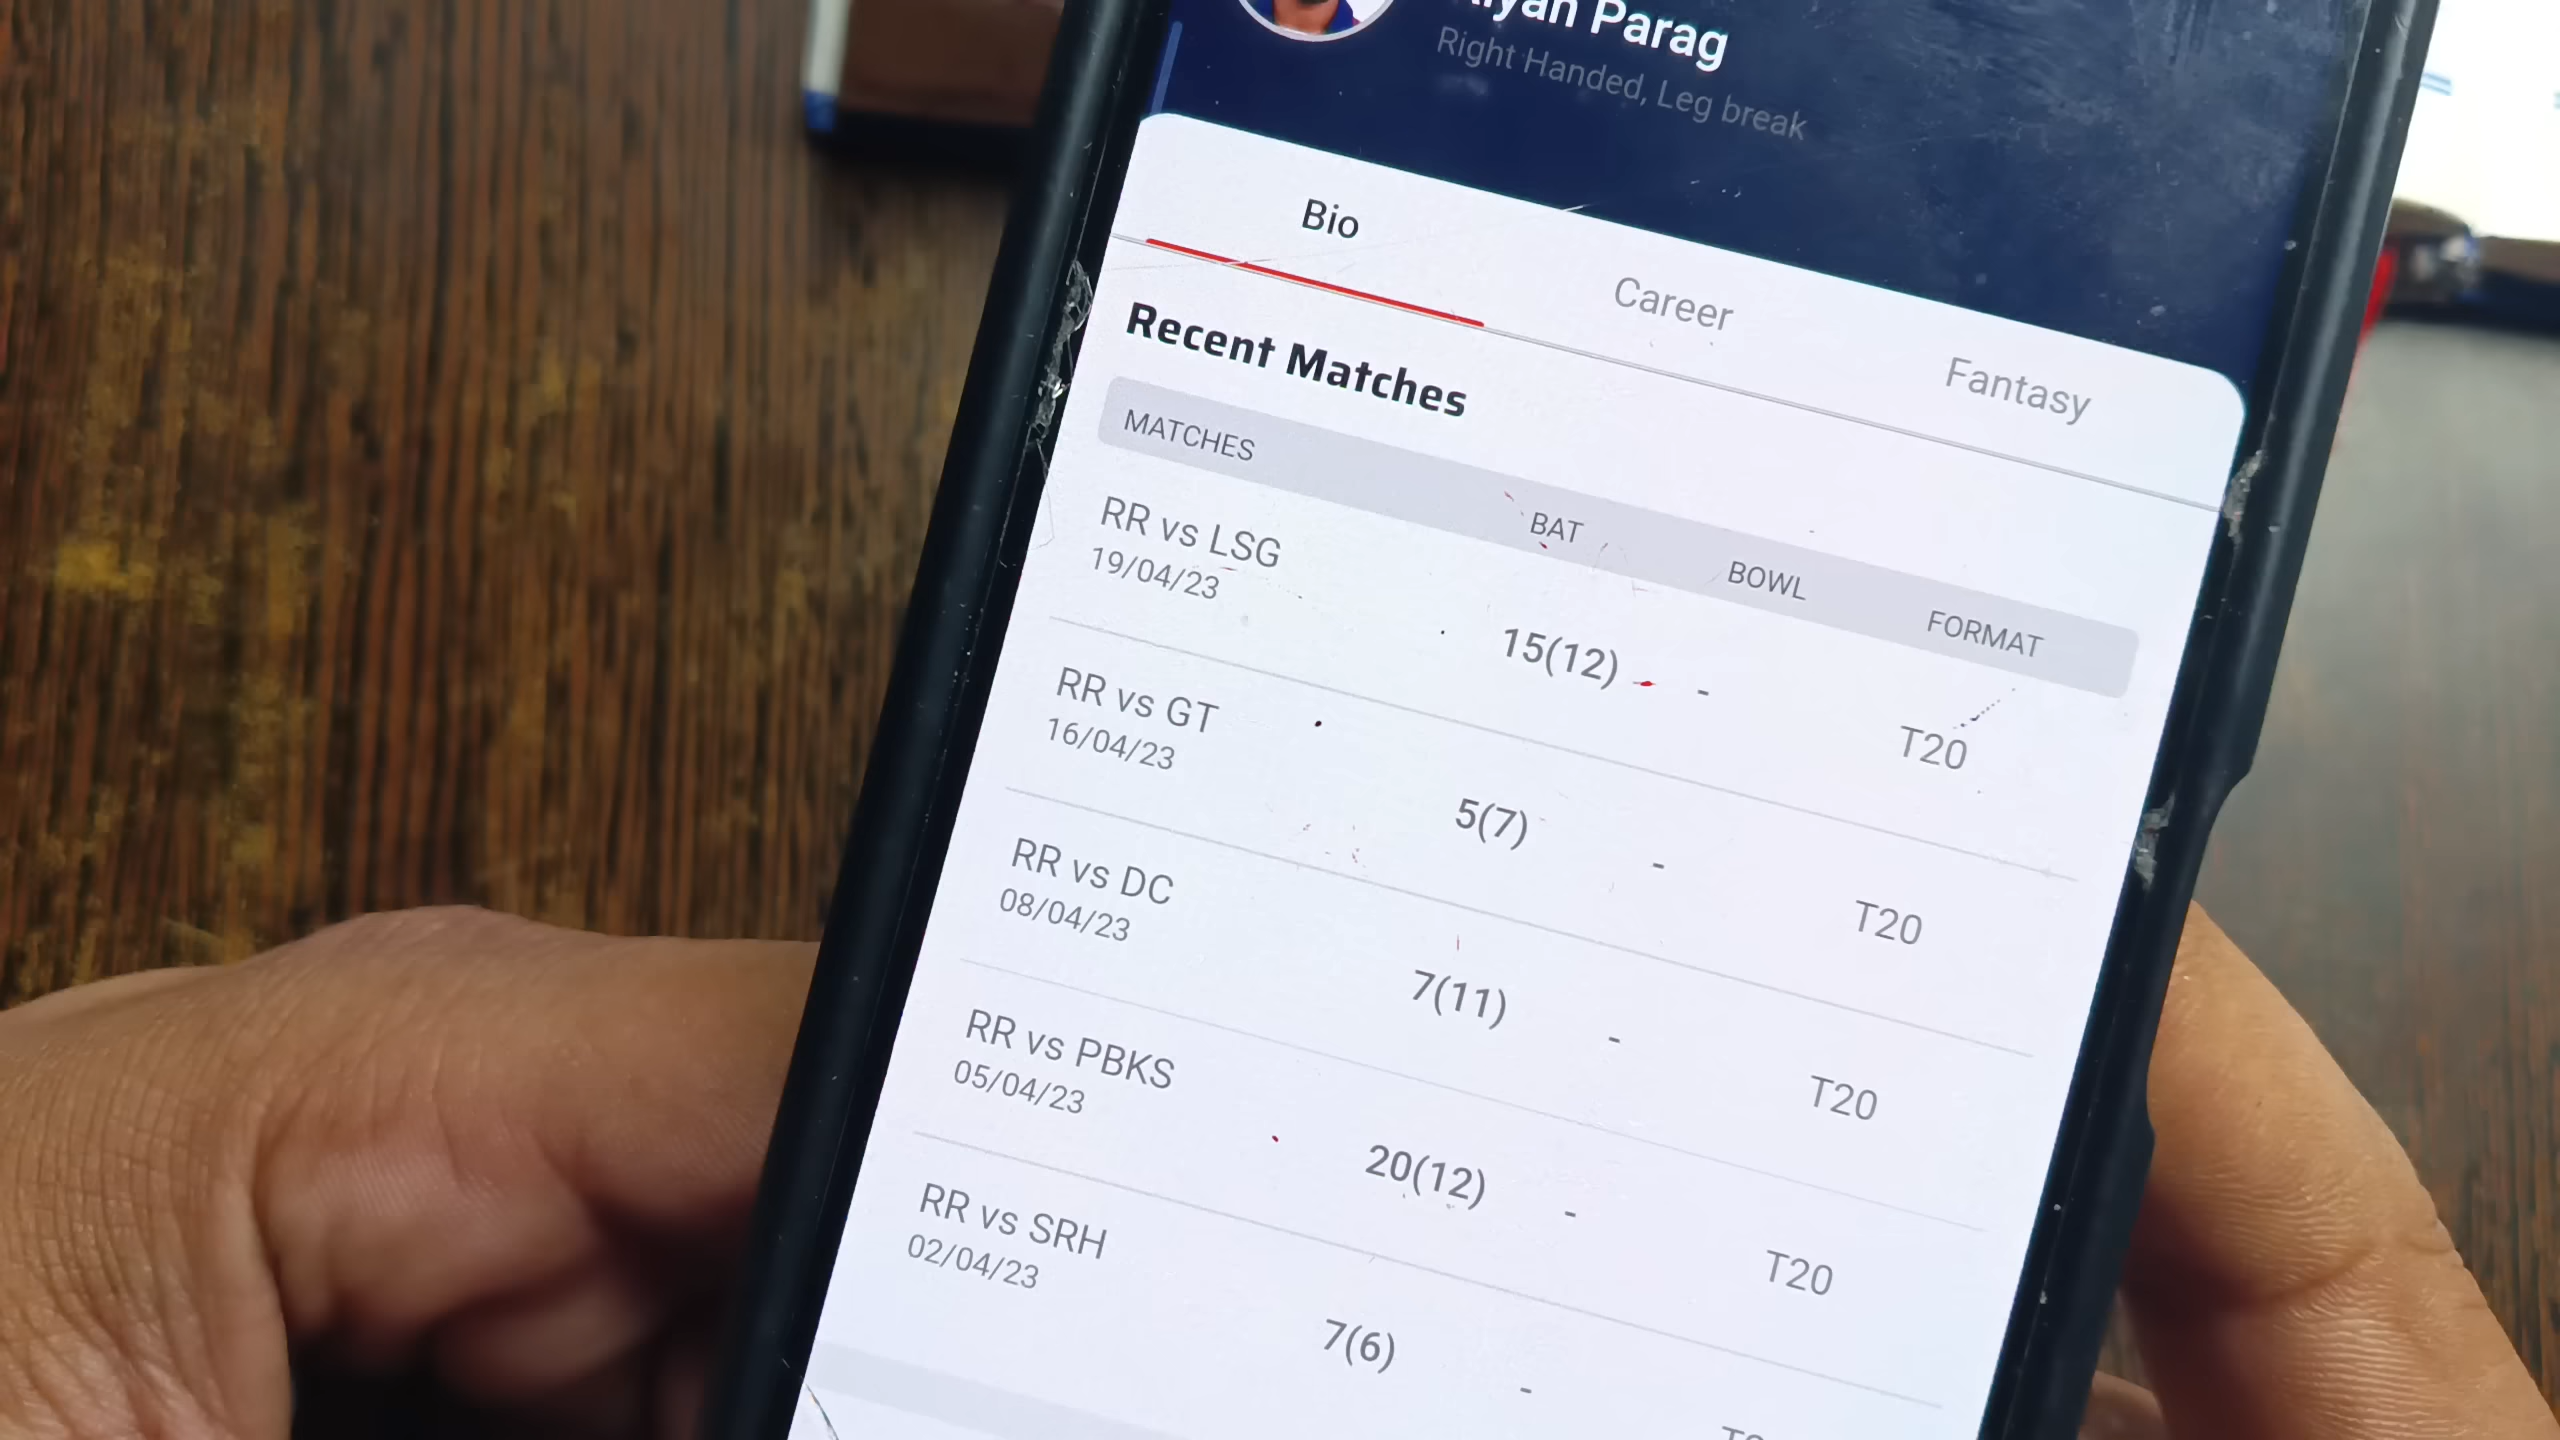 Parag
Right Handed, Leg break
Bio Career Fantasy
Recent Matches
MATCHES BAT BOWL FORMAT
RR vs LSG
19/04/23
15(12) - T20
RR vs GT
16/04/23
5(7) - T20
RR vs DC
08/04/23
7(11) - T20
RR vs PBKS
05/04/23
20(12) - T20
RR vs SRH
02/04/23
7(6) -